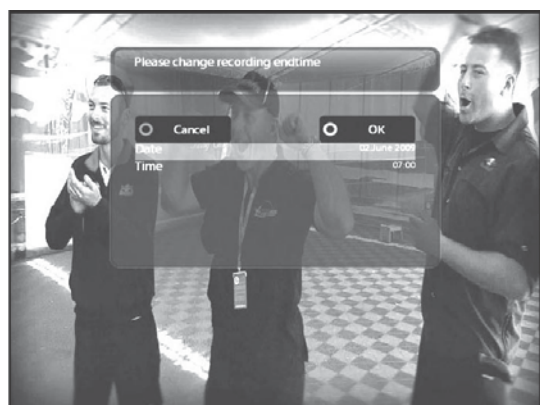 Please change recording endtime
Cancel
OK
Date 02.June 2009
Time 07 00